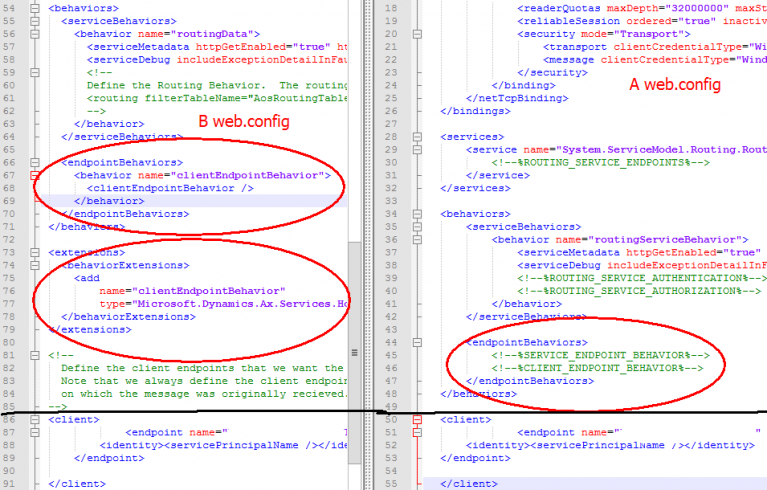 54 <behaviors>
55 <serviceBehaviors>
56 <behavior name="routingData">
57 <serviceMetadata httpGetEnabled="true"
58 <serviceDebug includeExceptionDetailInFau
59 <!--
60 Define the Routing Behavior. The routing
61 <routing filterTableName="AosRoutingTable
62 -->
63 </behavior>
64 </serviceBehaviors>
65
66 <endpointBehaviors>
67 <behavior name="clientEndpointBehavior">
68 <clientEndpointBehavior />
69 </behavior>
70 </endpointBehaviors>
71 </behaviors>
72
73 <extensions>
74 <behaviorExtensions>
75 <add
76 name="clientEndpointBehavior"
77 type="Microsoft.Dynamics.Ax.Services.Ho
78 </behaviorExtensions>
79 </extensions>
80
81 <!--
82 Define the client endpoints that we want the
83 Note that we always define the client endpoin
84 on which the message was originally recieved.
85 -->
86 <client>
87 <endpoint name="
88 <identity><servicePrincipalName /></ide
89 </endpoint>
90
91 </client>
B web.config
18 <readerQuotas maxDepth="32000000" maxSt
19 <reliableSession ordered="true" inactiv
20 <security mode="Transport">
21 <transport clientCredentialType="Wi
22 <message clientCredentialType="Wind
23 </security>
24 </binding>
25 </netTcpBinding>
26 </bindings>
27
28 <services>
29 <service name="System.ServiceModel.Routing.Rout
30 <!--%ROUTING_SERVICE_ENDPOINTS%-->
31 </service>
32 </services>
33
34 <behaviors>
35 <serviceBehaviors>
36 <behavior name="routingServiceBehavior">
37 <serviceMetadata httpGetEnabled="true"
38 <serviceDebug includeExceptionDetailInF
39 <!--%ROUTING_SERVICE_AUTHENTICATION%-->
40 <!--%ROUTING_SERVICE_AUTHORIZATION%-->
41 </behavior>
42 </serviceBehaviors>
43
44 <endpointBehaviors>
45 <!--%SERVICE_ENDPOINT_BEHAVIOR%-->
46 <!--%CLIENT_ENDPOINT_BEHAVIOR%-->
47 </endpointBehaviors>
48 </behaviors>
49
50 <client>
51 <endpoint name="
52 <identity><servicePrincipalName /></identity>
53 </endpoint>
54
55 </client>
A web.config